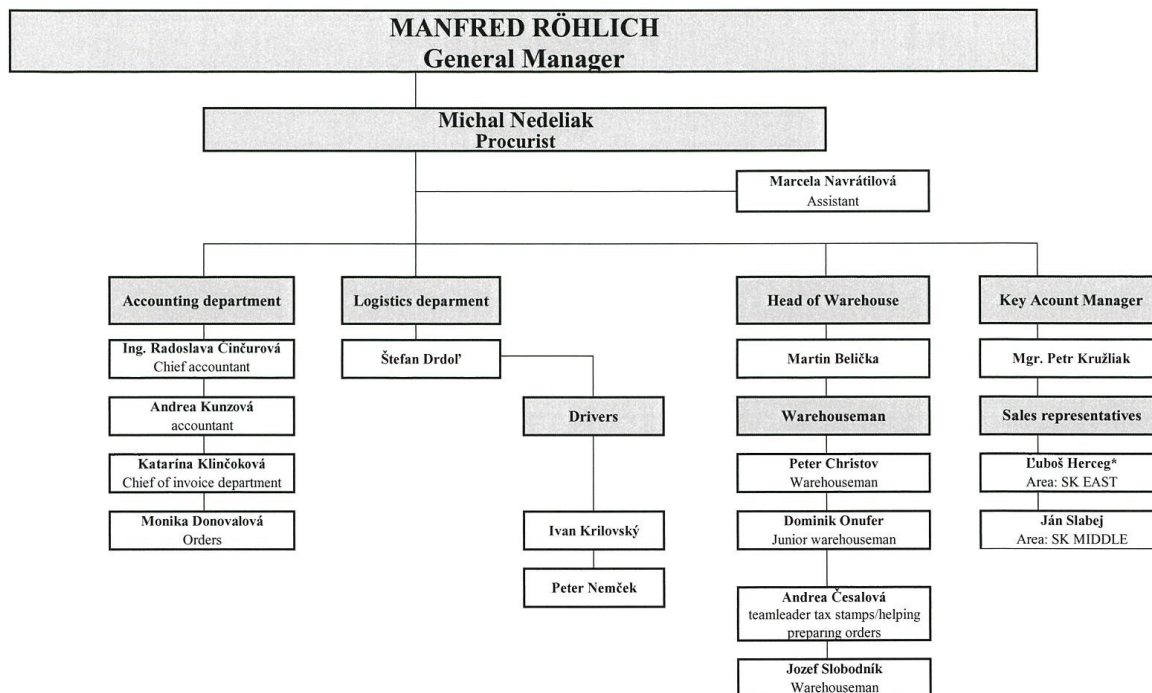 MANFRED RÖHLICH
General Manager
Michal Nedeliak
Procurist
Marcela Navrátilová
Assistant
Accounting department
Ing. Radoslava Činčurová
Chief accountant
Andrea Kunzová
accountant
Katarína Klinčoková
Chief of invoice department
Monika Donovalová
Orders
Logistics deparment
Štefan Drdoľ
Drivers
Ivan Krilovský
Peter Nemček
Head of Warehouse
Martin Belička
Warehouseman
Peter Christov
Warehouseman
Dominik Onufer
Junior warehouseman
Andrea Česalová
teamleader tax stamps/helping
preparing orders
Jozef Slobodník
Warehouseman
Key Acount Manager
Mgr. Petr Kružliak
Sales representatives
Ľuboš Herceg*
Area: SK EAST
Ján Slabej
Area: SK MIDDLE